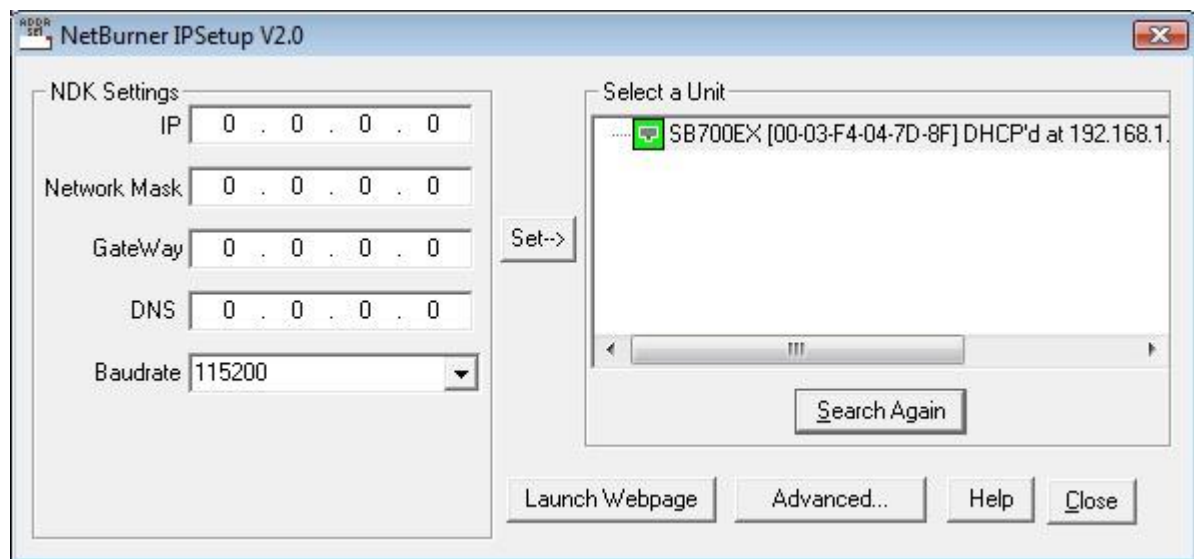 ADDR
SET
NetBurner IPSetup V2.0
NDK Settings
IP 0 . 0 . 0 . 0
Network Mask 0 . 0 . 0 . 0
GateWay 0 . 0 . 0 . 0
DNS 0 . 0 . 0 . 0
Baudrate 115200
Set-->
Select a Unit
SB700EX [00-03-F4-04-7D-8F] DHCP'd at 192.168.1.
Search Again
Launch Webpage
Advanced...
Help
Close